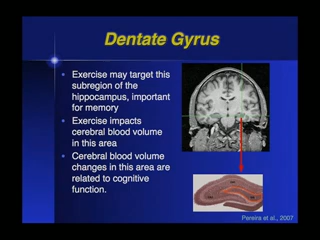 Dentate Gyrus
Exercise may target this
subregion of the
hippocampus, important
for memory
Exercise impacts
cerebral blood volume
in this area
Cerebral blood volume
changes in this area are
related to cognitive
function.
Pereira et al., 2007